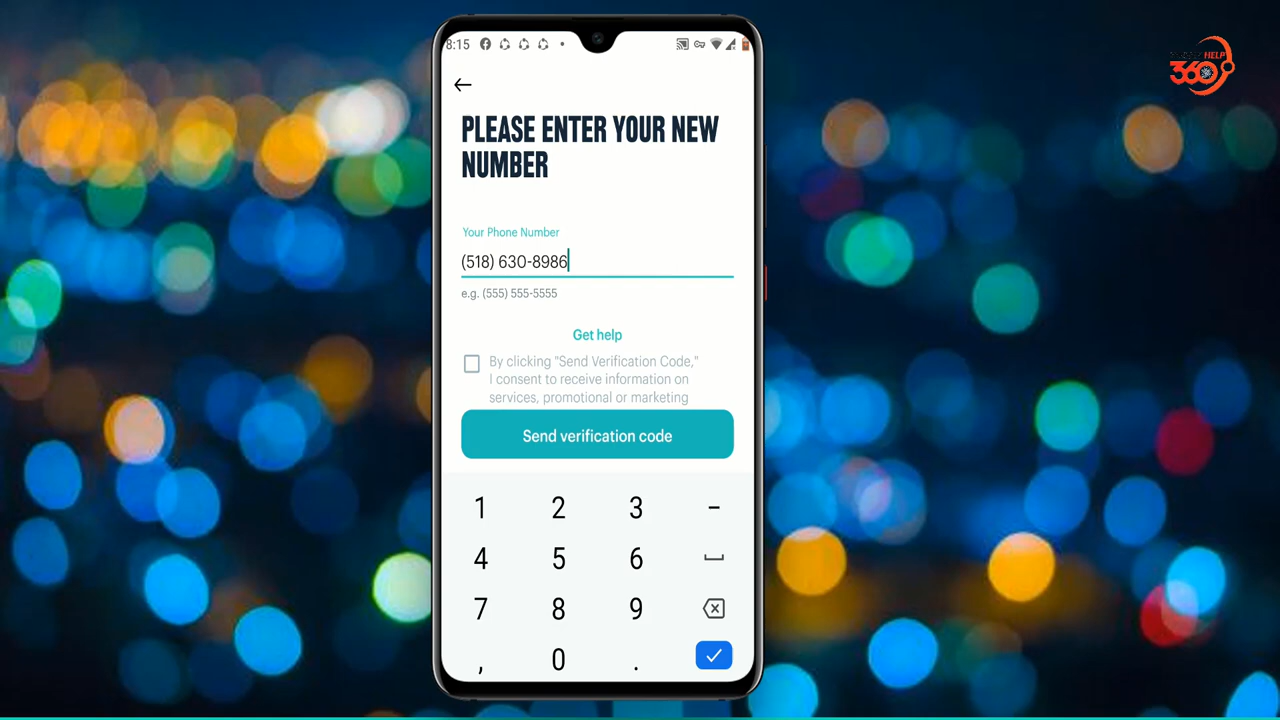 8:15
PLEASE ENTER YOUR NEW
NUMBER
Your Phone Number
(518) 630-8986
e.g. (555) 555-5555
Get help
By clicking "Send Verification Code,"
I consent to receive information on
services, promotional or marketing
Send verification code
1 2 3 -
4 5 6
7 8 9
, 0 .
HELP
360